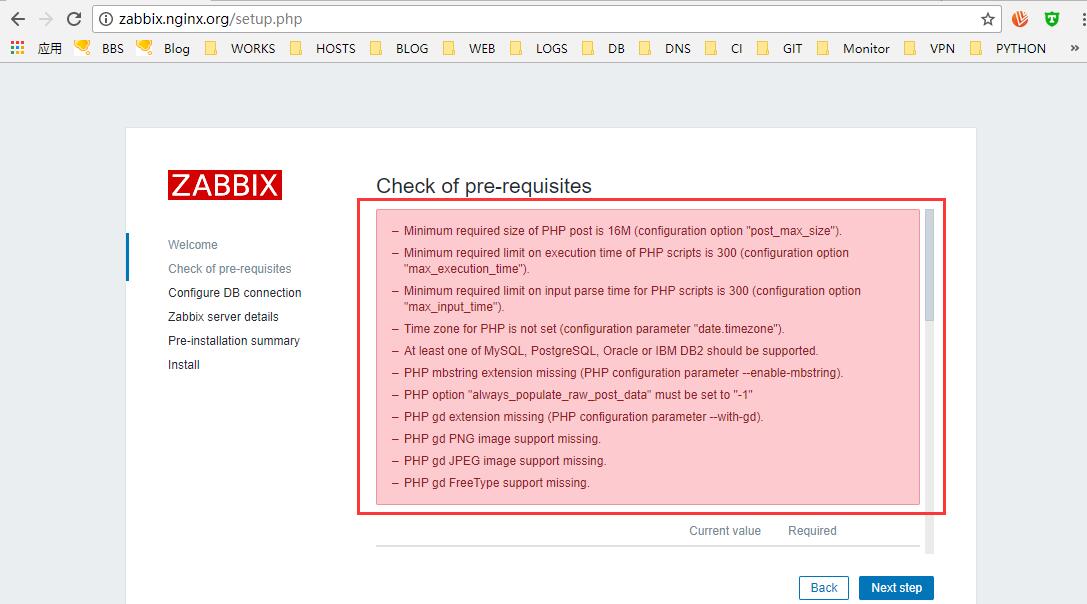 zabbix.nginx.org/setup.php
应用 BBS Blog WORKS HOSTS BLOG WEB LOGS DB DNS CI GIT Monitor VPN PYTHON »
ZABBIX
Welcome
Check of pre-requisites
Configure DB connection
Zabbix server details
Pre-installation summary
Install
Check of pre-requisites
– Minimum required size of PHP post is 16M (configuration option "post_max_size").
– Minimum required limit on execution time of PHP scripts is 300 (configuration option
"max_execution_time").
– Minimum required limit on input parse time for PHP scripts is 300 (configuration option
"max_input_time").
– Time zone for PHP is not set (configuration parameter "date.timezone").
– At least one of MySQL, PostgreSQL, Oracle or IBM DB2 should be supported.
– PHP mbstring extension missing (PHP configuration parameter --enable-mbstring).
– PHP option "always_populate_raw_post_data" must be set to "-1"
– PHP gd extension missing (PHP configuration parameter --with-gd).
– PHP gd PNG image support missing.
– PHP gd JPEG image support missing.
– PHP gd FreeType support missing.
Current value Required
Back Next step